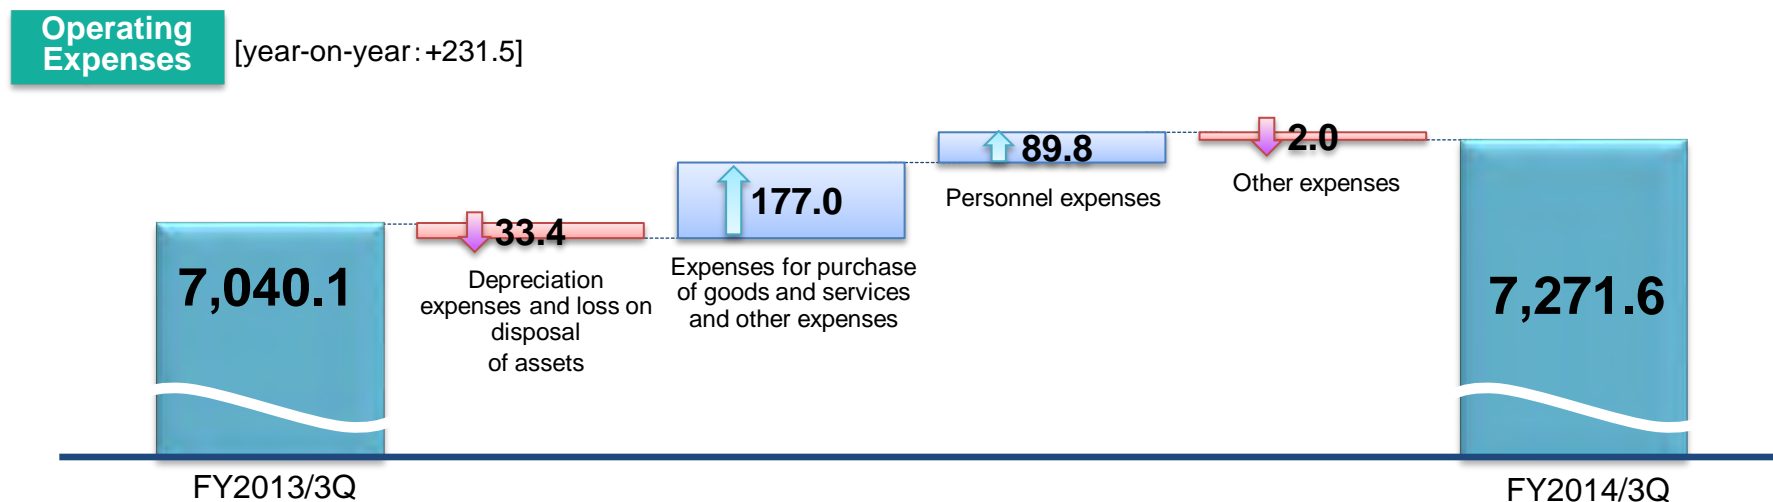 Operating
Expenses
[year-on-year:+231.5]
7,040.1
33.4
Depreciation
expenses and loss on
disposal
of assets
177.0
Expenses for purchase
of goods and services
and other expenses
89.8
Personnel expenses
2.0
Other expenses
7,271.6
FY2013/3Q
FY2014/3Q